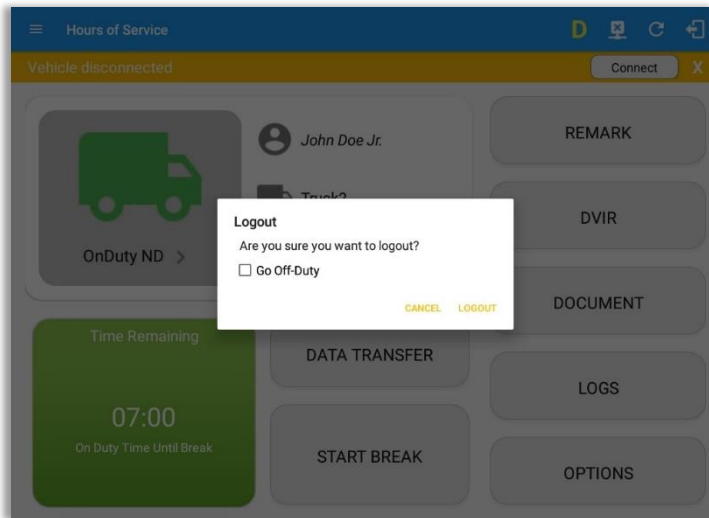 Hours of Service
D
Vehicle disconnected
Connect
X
John Doe Jr.
Truck2
OnDuty ND >
REMARK
DVIR
DOCUMENT
LOGS
OPTIONS
Logout
Are you sure you want to logout?
Go Off-Duty
CANCEL LOGOUT
Time Remaining
07:00
On Duty Time Until Break
DATA TRANSFER
START BREAK